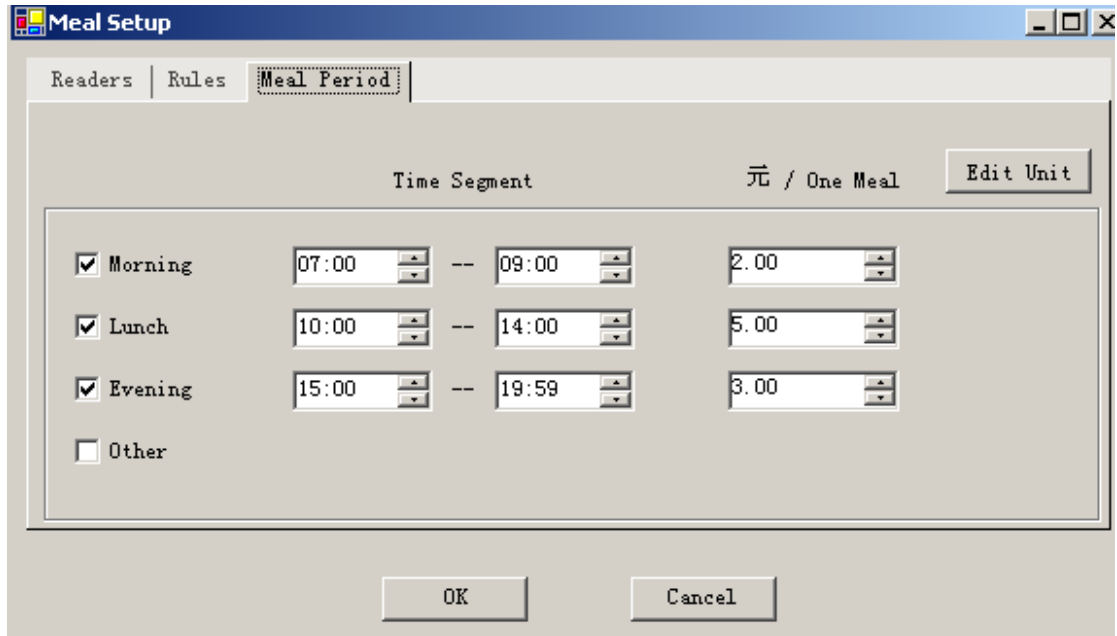 Meal Setup
Readers Rules Meal Period
Time Segment 元 / One Meal Edit Unit
Morning 07:00 -- 09:00 2.00
Lunch 10:00 -- 14:00 5.00
Evening 15:00 -- 19:59 3.00
Other
OK Cancel